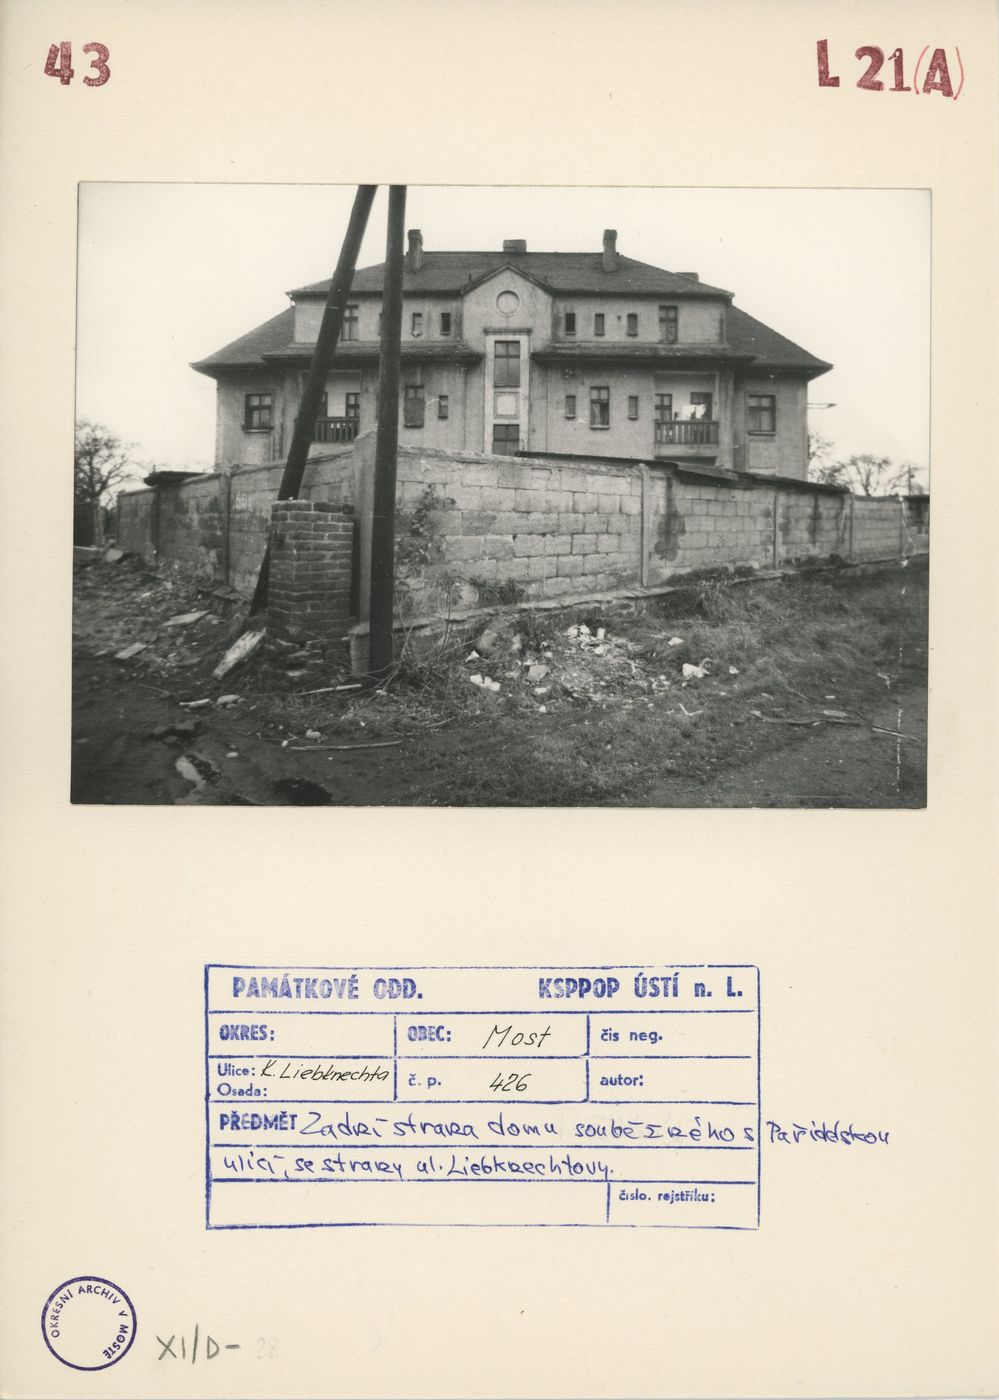 43
L 21(A)
PAMÁTKOVÉ ODD. KSPPOP ÚSTÍ n. L.
OKRES: OBEC: Most čis neg.
Ulice: K. Liebknechta č. p. 426 autor:
Osada:
PŘEDMĚT Zadní strana domu souběžného s Pařížskou
ulicí, se strany ul. Liebknechtovy.
číslo. rejstříku:
OKRESNÍ ARCHIV V MOSTĚ
XI/D- 28